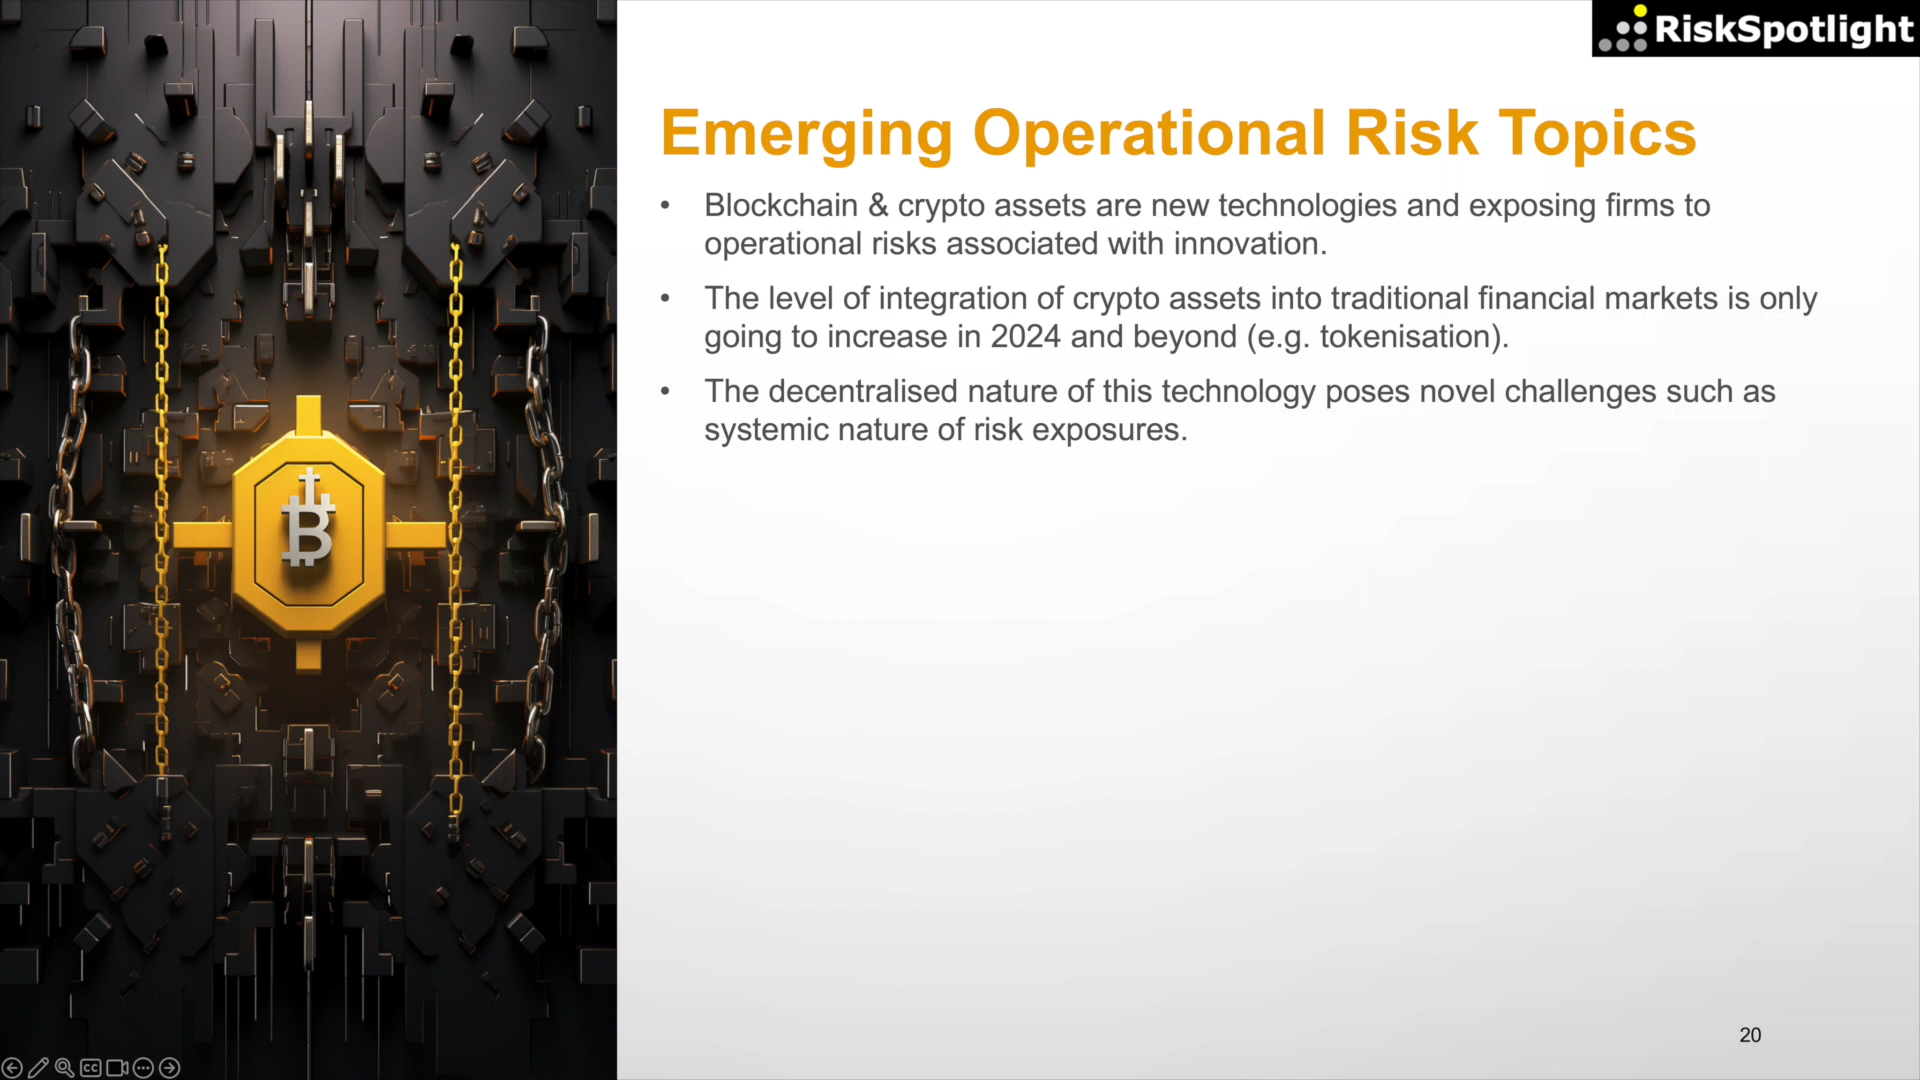 RiskSpotlight
Emerging Operational Risk Topics
• Blockchain & crypto assets are new technologies and exposing firms to
operational risks associated with innovation.
• The level of integration of crypto assets into traditional financial markets is only
going to increase in 2024 and beyond (e.g. tokenisation).
• The decentralised nature of this technology poses novel challenges such as
systemic nature of risk exposures.
20
CC